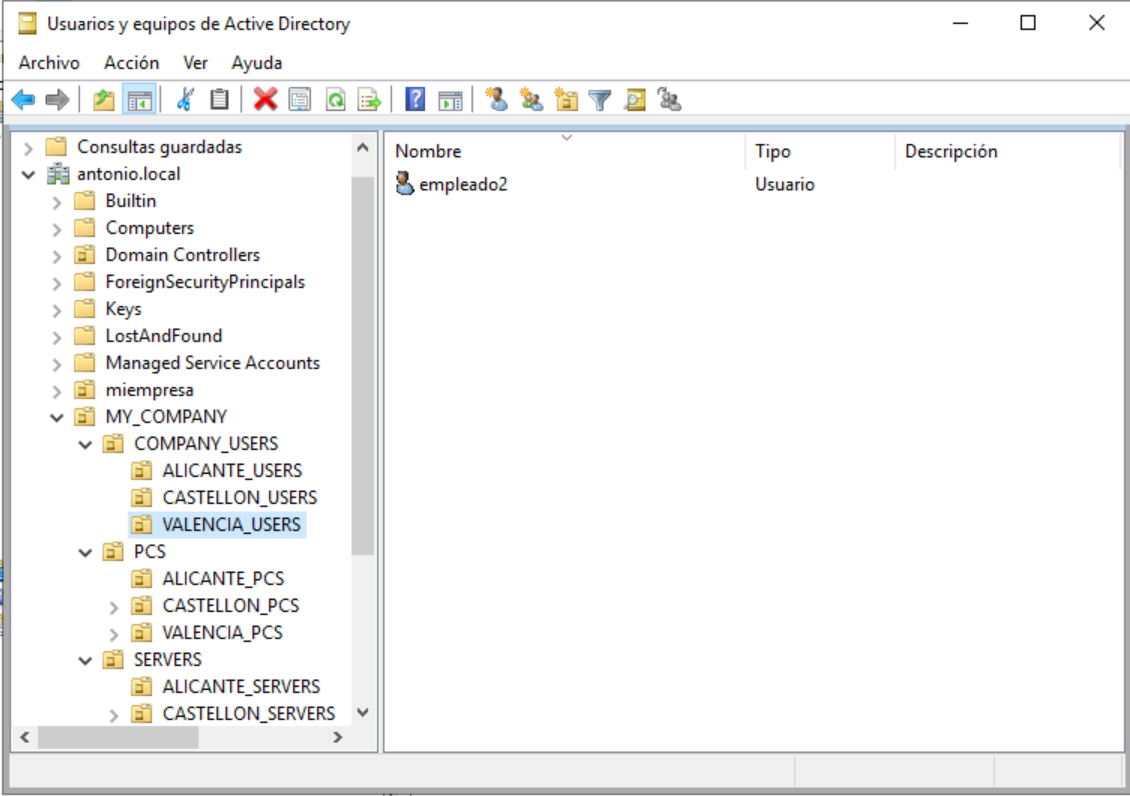 Usuarios y equipos de Active Directory
Archivo Acción Ver Ayuda
Consultas guardadas
antonio.local
Builtin
Computers
Domain Controllers
ForeignSecurityPrincipals
Keys
LostAndFound
Managed Service Accounts
miempresa
MY_COMPANY
COMPANY_USERS
ALICANTE_USERS
CASTELLON_USERS
VALENCIA_USERS
PCS
ALICANTE_PCS
CASTELLON_PCS
VALENCIA_PCS
SERVERS
ALICANTE_SERVERS
CASTELLON_SERVERS
Nombre Tipo Descripción
empleado2 Usuario